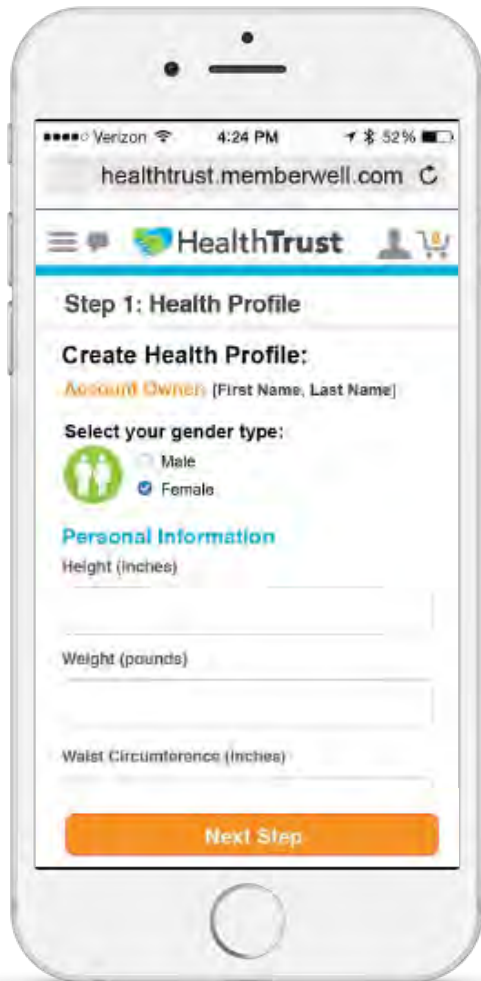 Verizon 4:24 PM 52%
healthtrust.memberwell.com
HealthTrust 0
Step 1: Health Profile
Create Health Profile:
Account Owner: [First Name, Last Name]
Select your gender type:
Male
Female
Personal Information
Height (inches)
Weight (pounds)
Waist Circumference (inches)
Next Step